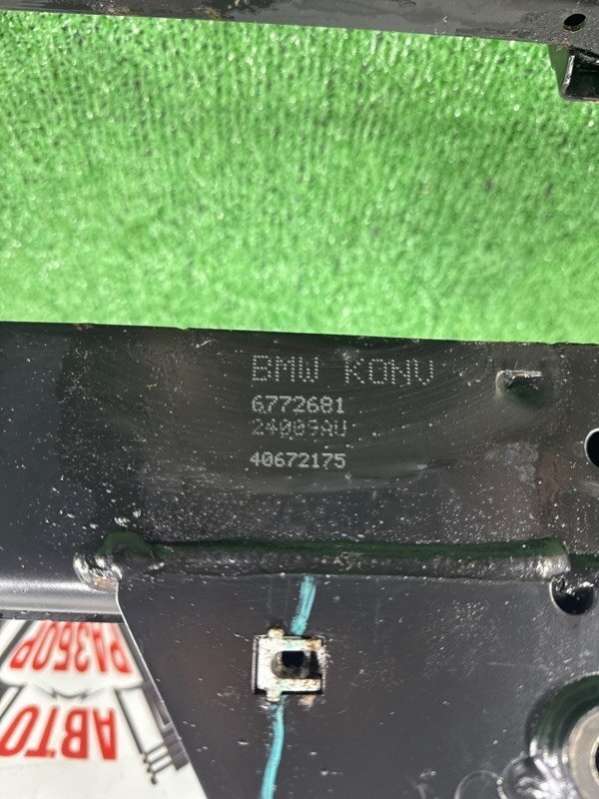 BMW KONV
6772681
24009AU
40672175
АВТО
РАЗБОР